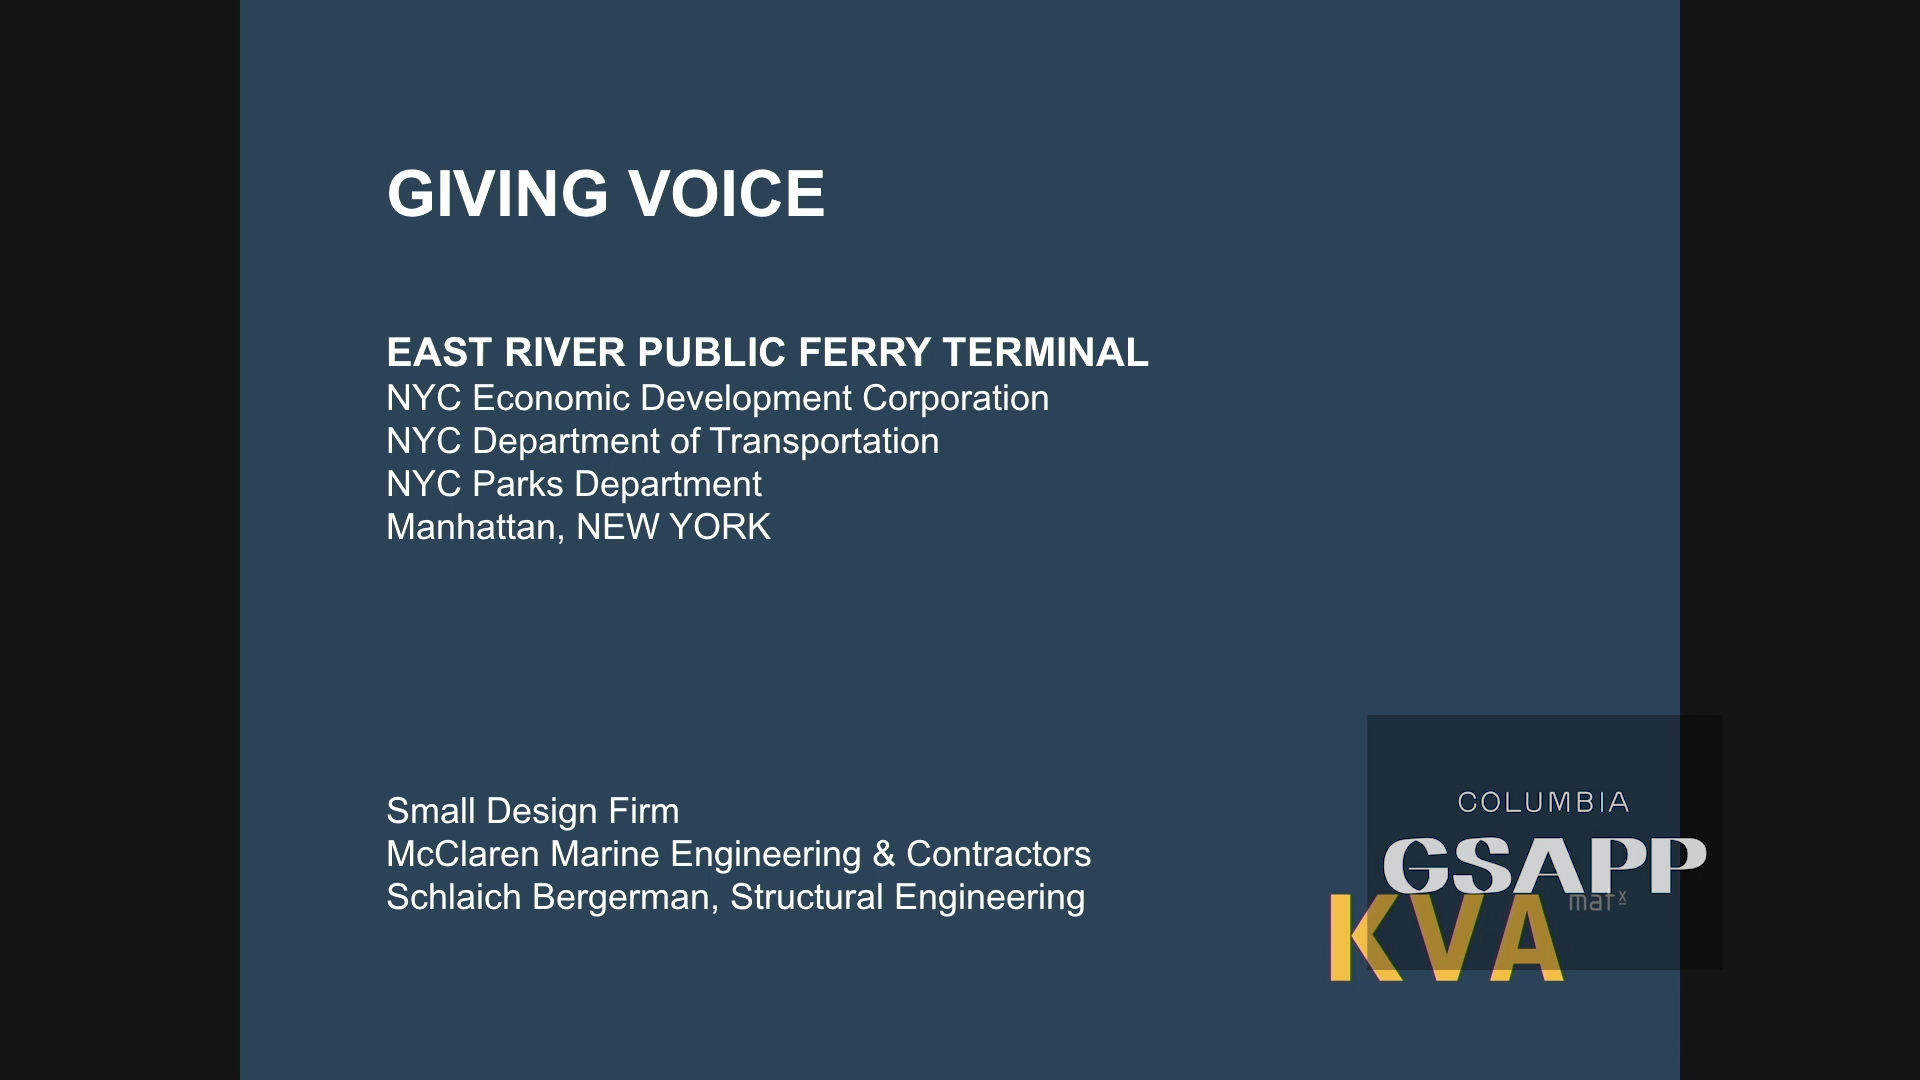 GIVING VOICE
EAST RIVER PUBLIC FERRY TERMINAL
NYC Economic Development Corporation
NYC Department of Transportation
NYC Parks Department
Manhattan, NEW YORK
Small Design Firm
McClaren Marine Engineering & Contractors
Schlaich Bergerman, Structural Engineering
COLUMBIA
GSAPP
matx
KVA